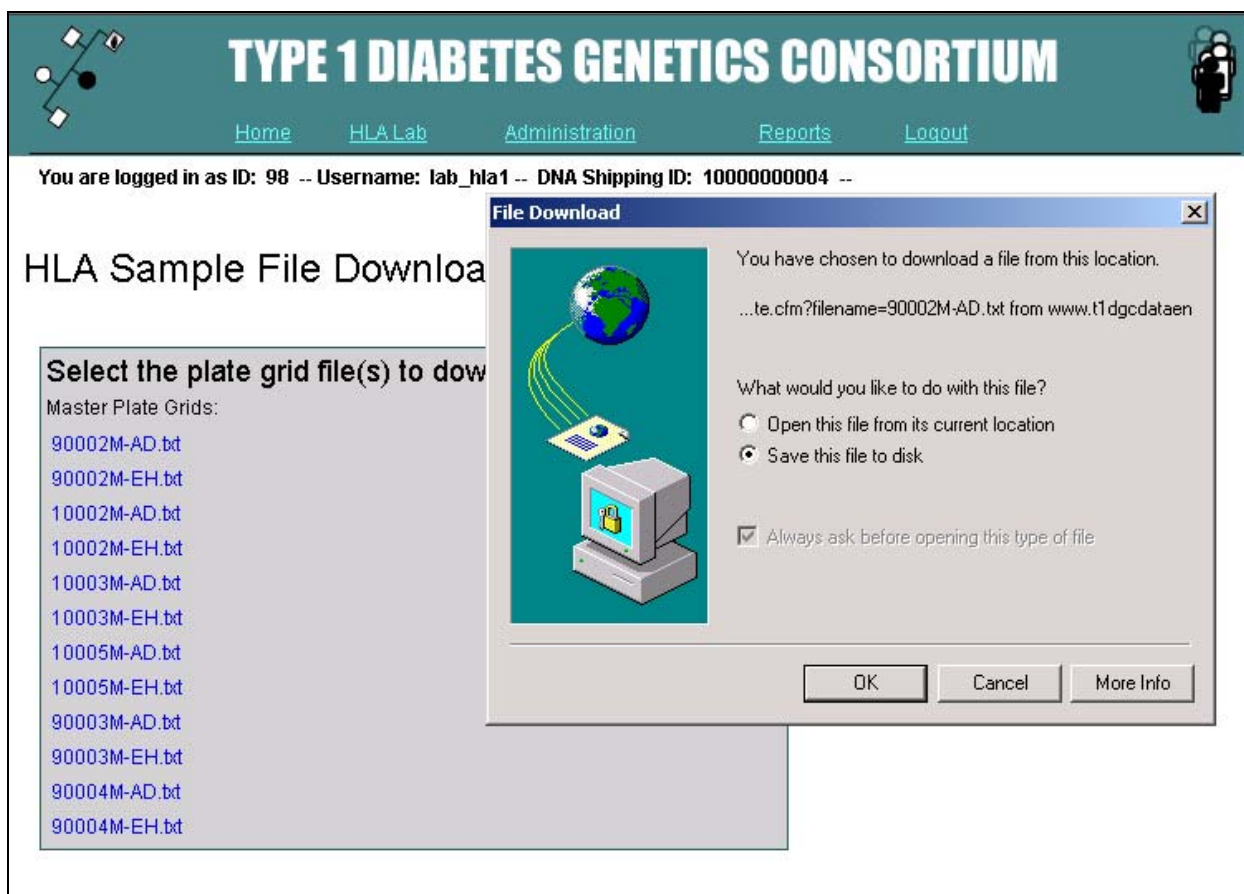 TYPE 1 DIABETES GENETICS CONSORTIUM
Home HLA Lab Administration Reports Logout
You are logged in as ID: 98 -- Username: lab_hla1 -- DNA Shipping ID: 10000000004 --
HLA Sample File Downloa
Select the plate grid file(s) to dow
Master Plate Grids:
90002M-AD.txt
90002M-EH.txt
10002M-AD.txt
10002M-EH.txt
10003M-AD.txt
10003M-EH.txt
10005M-AD.txt
10005M-EH.txt
90003M-AD.txt
90003M-EH.txt
90004M-AD.txt
90004M-EH.txt
File Download
You have chosen to download a file from this location.
...te.cfm?filename=90002M-AD.txt from www.t1dgcdataen
What would you like to do with this file?
Open this file from its current location
Save this file to disk
Always ask before opening this type of file
OK Cancel More Info